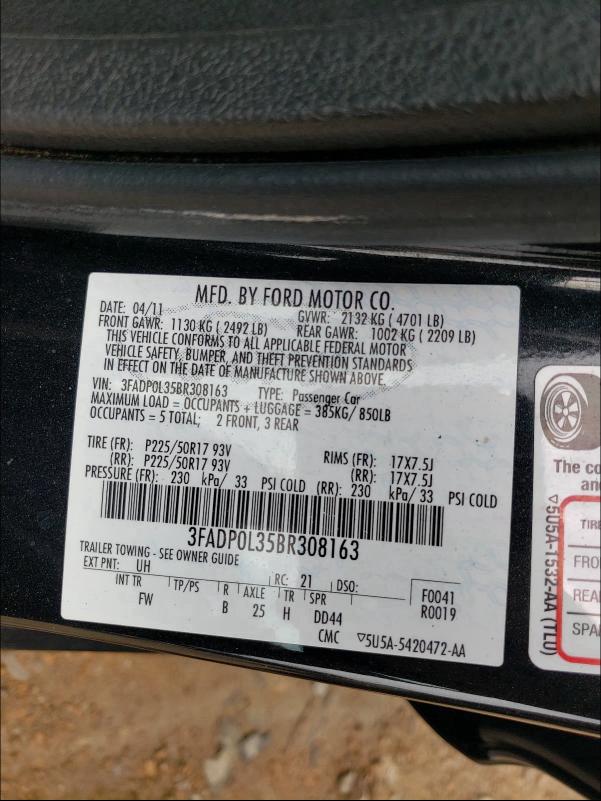 MFD. BY FORD MOTOR CO.
DATE: 04/11 GVWR: 2132 KG ( 4701 LB)
FRONT GAWR: 1130 KG ( 2492 LB) REAR GAWR: 1002 KG ( 2209 LB)
THIS VEHICLE CONFORMS TO ALL APPLICABLE FEDERAL MOTOR
VEHICLE SAFETY, BUMPER, AND THEFT PREVENTION STANDARDS
IN EFFECT ON THE DATE OF MANUFACTURE SHOWN ABOVE.
VIN: 3FADP0L35BR308163 TYPE: Passenger Car
MAXIMUM LOAD = OCCUPANTS + LUGGAGE = 385KG/ 850LB
OCCUPANTS = 5 TOTAL; 2 FRONT, 3 REAR
TIRE (FR): P225/50R17 93V RIMS (FR): 17X7.5J
(RR): P225/50R17 93V (RR): 17X7.5J
PRESSURE (FR): 230 kPa/ 33 PSI COLD (RR): 230 kPa/ 33 PSI COLD
3FADP0L35BR308163
TRAILER TOWING - SEE OWNER GUIDE
EXT PNT: UH RC: 21 DSO:
INT TR TP/PS R AXLE TR SPR F0041
FW B 25 H DD44 R0019
CMC ▽5U5A-5420472-AA
The co
and
TIRE
FRO
REA
SPA
▽5U5A-1532-AA (TLU)